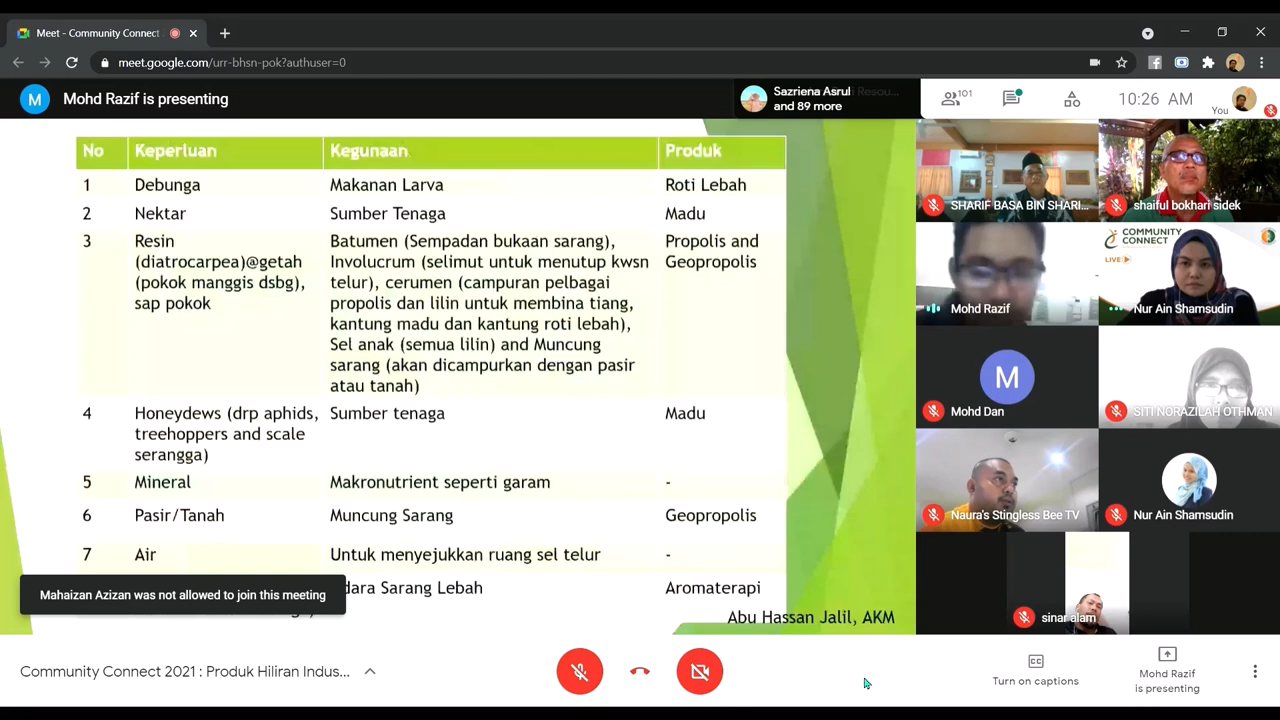 Meet - Community Connect
meet.google.com/urr-bhsn-pok?authuser=0
M
Mohd Razif is presenting
Sazriena Asrul
and 89 more
101
10:26 AM
You
No Keperluan Kegunaan Produk
1 Debunga Makanan Larva Roti Lebah
2 Nektar Sumber Tenaga Madu
3 Resin Batumen (Sempadan bukaan sarang), Propolis and
(diatrocarpea)@getah Involucrum (selimut untuk menutup kwsn Geopropolis
(pokok manggis dsbg), telur), cerumen (campuran pelbagai
sap pokok propolis dan lilin untuk membina tiang,
kantung madu dan kantung roti lebah),
Sel anak (semua lilin) and Muncung
sarang (akan dicampurkan dengan pasir
atau tanah)
4 Honeydews (drp aphids, Sumber tenaga Madu
treehoppers and scale
serangga)
5 Mineral Makronutrient seperti garam -
6 Pasir/Tanah Muncung Sarang Geopropolis
7 Air Untuk menyejukkan ruang sel telur -
dara Sarang Lebah Aromaterapi
Abu Hassan Jalil, AKM
Mahaizan Azizan was not allowed to join this meeting
SHARIF BASA BIN SHARI...
shaiful bokhari sidek
Mohd Razif
COMMUNITY
CONNECT
LIVE
Nur Ain Shamsudin
M
Mohd Dan
SITI NORAZILAH OTHMAN
Naura's Stingless Bee TV
Nur Ain Shamsudin
sinar alam
Community Connect 2021 : Produk Hiliran Indus...
CC
Turn on captions
Mohd Razif
is presenting